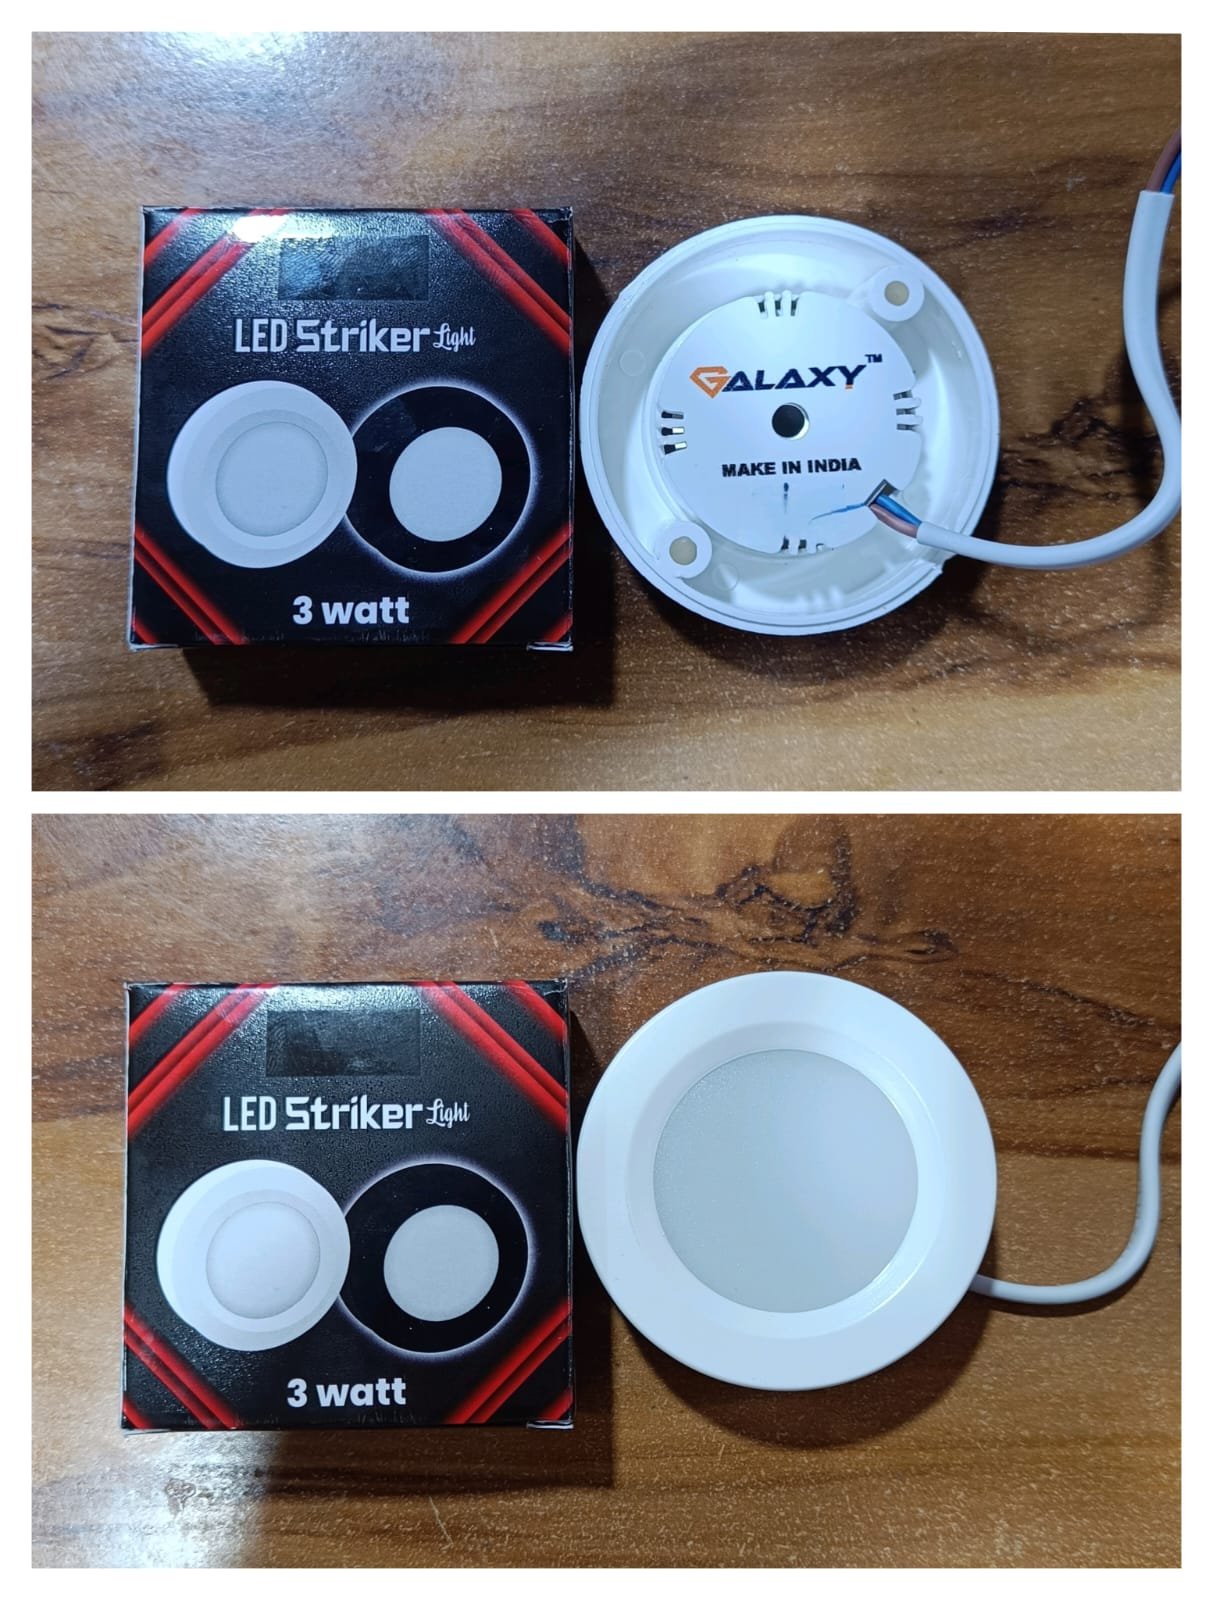 LED Striker Light
3 watt
GALAXY™
MAKE IN INDIA
LED Striker Light
3 watt